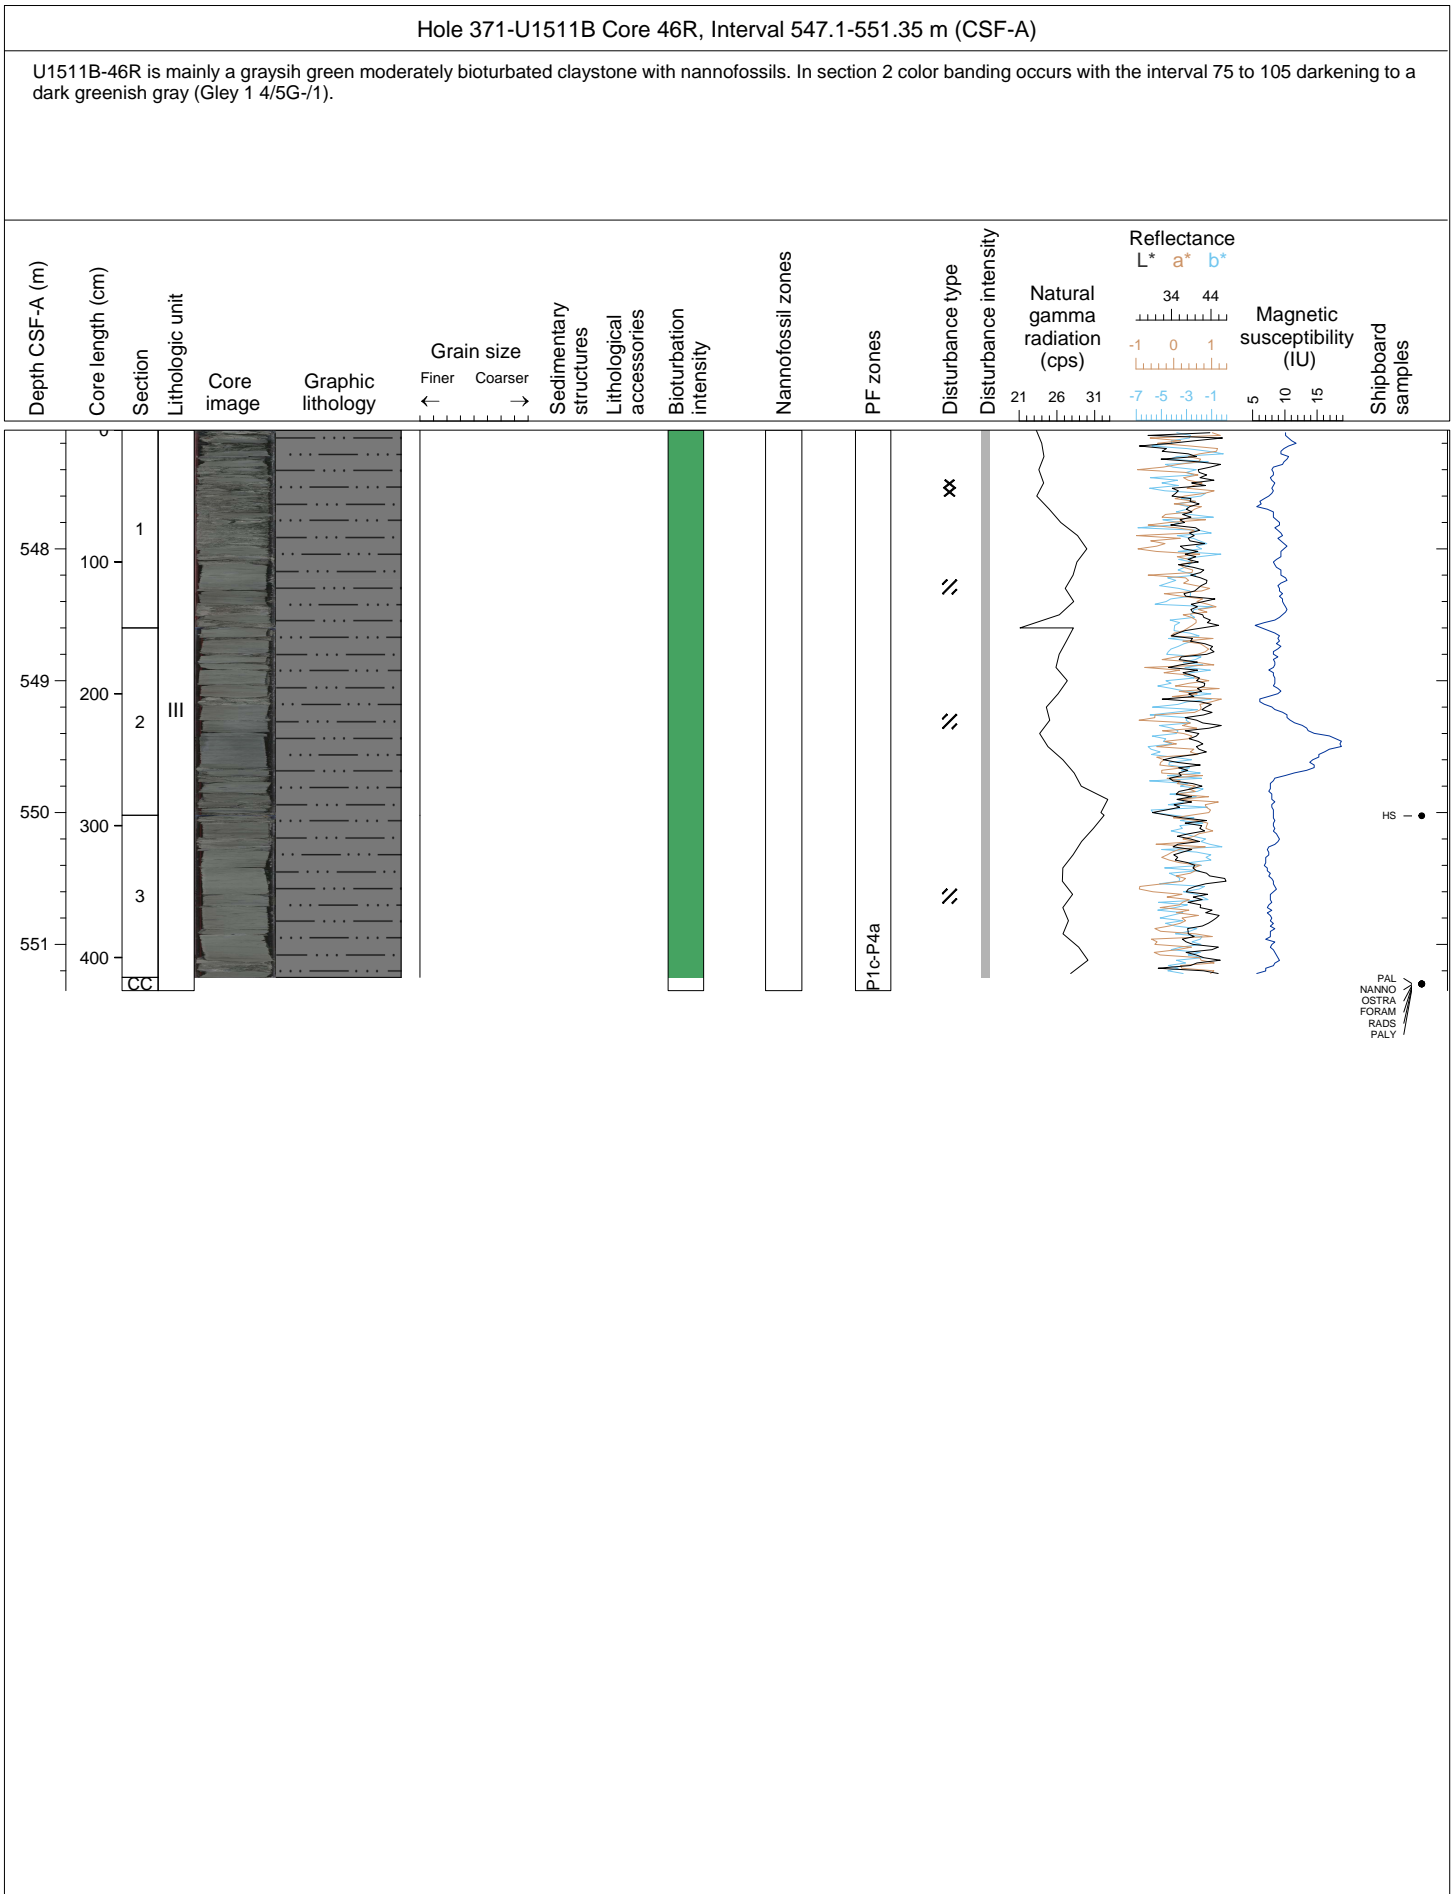 Hole 371-U1511B Core 46R, Interval 547.1-551.35 m (CSF-A)
U1511B-46R is mainly a graysih green moderately bioturbated claystone with nannofossils. In section 2 color banding occurs with the interval 75 to 105 darkening to a
dark greenish gray (Gley 1 4/5G-/1).
Depth CSF-A (m)
Core length (cm)
Section
Lithologic unit
Core
image
Graphic
lithology
Grain size
Finer Coarser
← →
Sedimentary
structures
Lithological
accessories
Bioturbation
intensity
Nannofossil zones
PF zones
Disturbance type
Disturbance intensity
Natural
gamma
radiation
(cps)
21 26 31
Reflectance
L* a* b*
34 44
-1 0 1
-7 -5 -3 -1
Magnetic
susceptibility
(IU)
5 10 15
Shipboard
samples
0
1
548
100
549
200
2
III
550
300
HS
3
551
400
P1c-P4a
CC
PAL
NANNO
OSTRA
FORAM
RADS
PALY